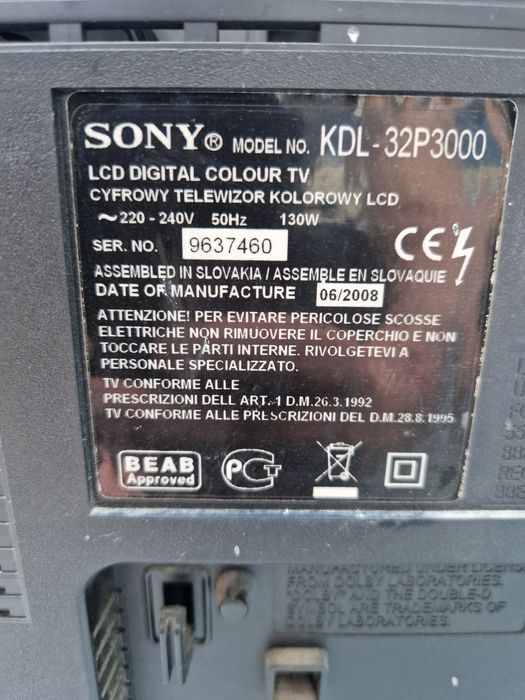 SONY® MODEL NO. KDL-32P3000
LCD DIGITAL COLOUR TV
CYFROWY TELEWIZOR KOLOROWY LCD
~220 - 240V 50Hz 130W
SER. NO. 9637460
CE
ASSEMBLED IN SLOVAKIA / ASSEMBLE EN SLOVAQUIE
DATE OF MANUFACTURE 06/2008
ATTENZIONE! PER EVITARE PERICOLOSE SCOSSE
ELETTRICHE NON RIMUOVERE IL COPERCHIO E NON
TOCCARE LE PARTI INTERNE. RIVOLGETEVI A
PERSONALE SPECIALIZZATO.
TV CONFORME ALLE
PRESCRIZIONI DELL ART. 1 D.M.26.3.1992
TV CONFORME ALLE PRESCRIZIONI DEL D.M.28.8.1995
BEAB
Approved
MANUFACTURED UNDER LICENS
FROM DOLBY LABORATORIES.
"DOLBY" AND THE DOUBLE-D
SYMBOL ARE TRADEMARKS OF
DOLBY LABORATORIES.